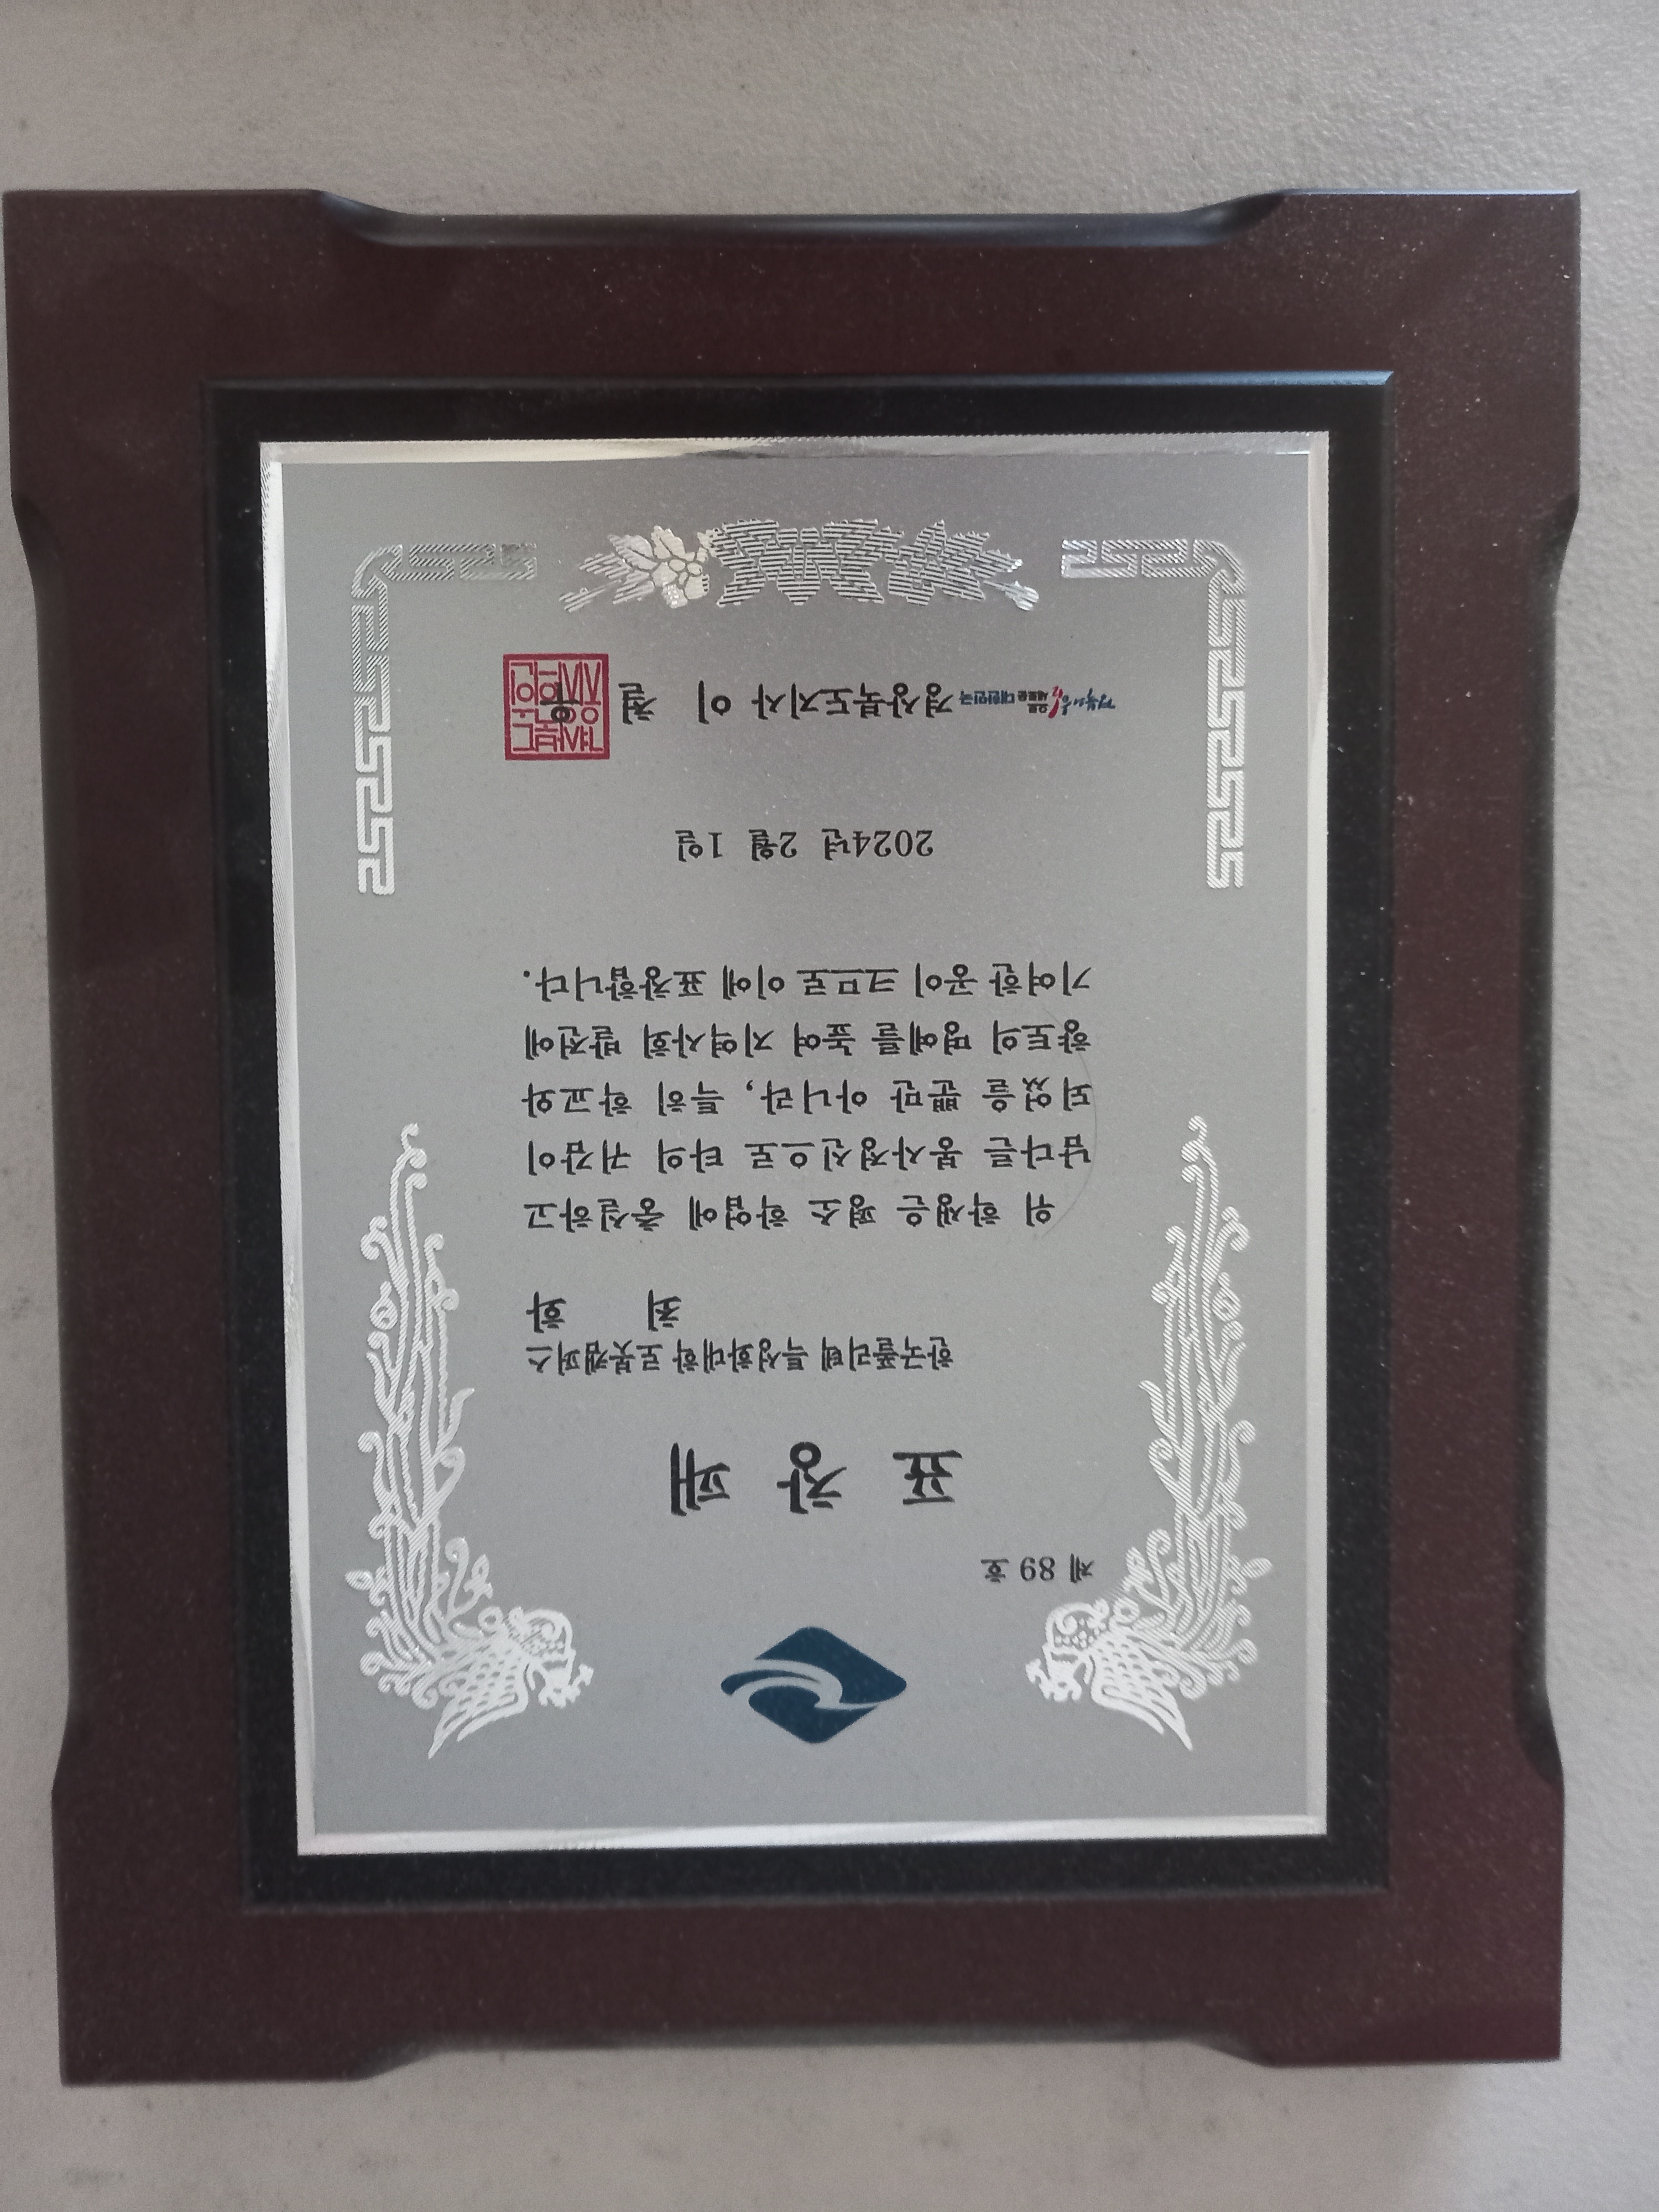 제 89 호
표 창 패
한국폴리텍 특성화대학 로봇캠퍼스
최 화
위 학생은 평소 학업에 충실하고
남다른 봉사정신으로 타의 귀감이
되었을 뿐만 아니라, 특히 학교와
향토의 명예를 높여 지역사회 발전에
기여한 공이 크므로 이에 표창합니다.
2024년 2월 1일
경북의 힘으로 새로운 대한민국 경상북도지사 이 철 우
경상북도
지사의인